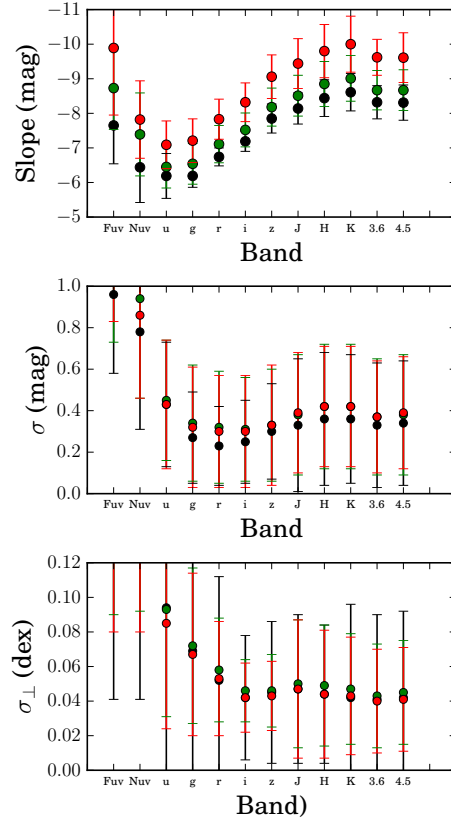 −11
−10
−9
−8
−7
−6
−5
Slope (mag)
Fuv Nuv u g r i z J H K 3.6 4.5
Band
1.0
0.8
0.6
0.4
0.2
0.0
σ (mag)
Fuv Nuv u g r i z J H K 3.6 4.5
Band
0.12
0.10
0.08
0.06
0.04
0.02
0.00
σ⊥ (dex)
Fuv Nuv u g r i z J H K 3.6 4.5
Band)